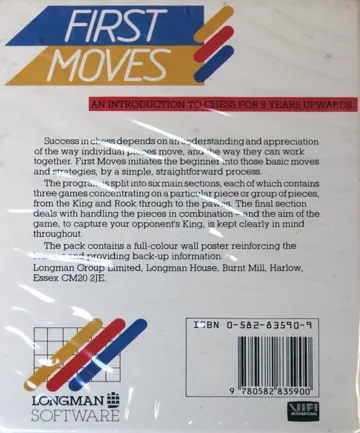 FIRST
MOVES
AN INTRODUCTION TO CHESS FOR 8 YEARS UPWARDS
Success in chess depends on an understanding and appreciation
of the way individual pieces move, and the way they can work
together. First Moves initiates the beginner into those basic moves
and strategies, by a simple, straightforward process.
The program is split into six main sections, each of which contains
three games concentrating on a particular piece or group of pieces,
from the King and Rook through to the pawns. The final section
deals with handling the pieces in combination – and the aim of the
game, to capture your opponent's King, is kept clearly in mind
throughout.
The pack contains a full-colour wall poster reinforcing the
and providing back-up information.
Longman Group Limited, Longman House, Burnt Mill, Harlow,
Essex CM20 2JE.
ISBN 0-582-83590-9
9 780582 835900
LONGMAN
SOFTWARE
INTERNATIONAL